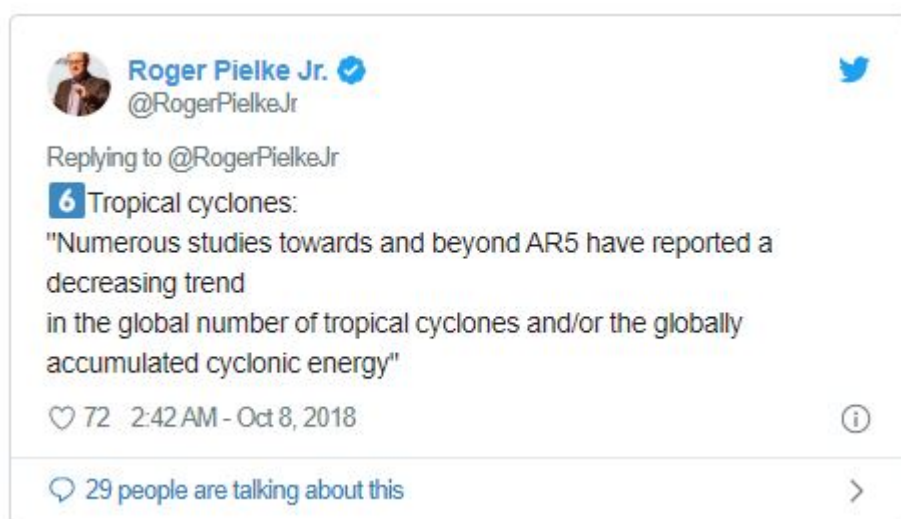 Roger Pielke Jr.
@RogerPielkeJr
Replying to @RogerPielkeJr
6 Tropical cyclones:
"Numerous studies towards and beyond AR5 have reported a
decreasing trend
in the global number of tropical cyclones and/or the globally
accumulated cyclonic energy"
72 2:42 AM - Oct 8, 2018
29 people are talking about this